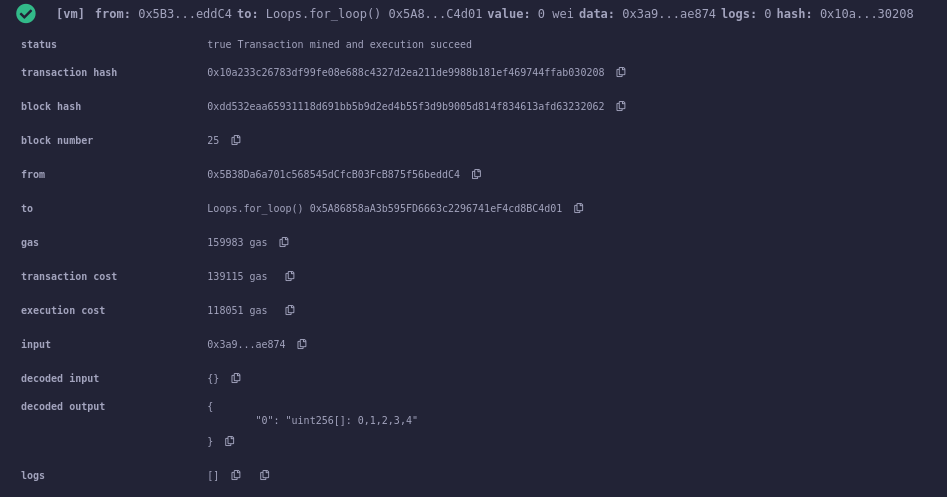 [vm] from: 0x5B3...eddC4 to: Loops.for_loop() 0x5A8...C4d01 value: 0 wei data: 0x3a9...ae874 logs: 0 hash: 0x10a...30208
status true Transaction mined and execution succeed
transaction hash 0x10a233c26783df99fe08e688c4327d2ea211de9988b181ef469744ffab030208
block hash 0xdd532eaa65931118d691bb5b9d2ed4b55f3d9b9005d814f834613afd63232062
block number 25
from 0x5B38Da6a701c568545dCfcB03FcB875f56beddC4
to Loops.for_loop() 0x5A86858aA3b595FD6663c2296741eF4cd8BC4d01
gas 159983 gas
transaction cost 139115 gas
execution cost 118051 gas
input 0x3a9...ae874
decoded input {}
decoded output {
"0": "uint256[]: 0,1,2,3,4"
}
logs []